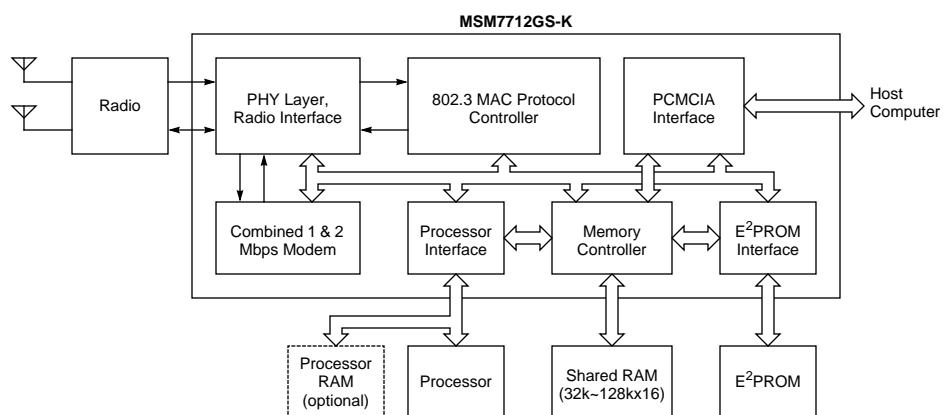 MSM7712GS-K
Radio
PHY Layer,
Radio Interface
802.3 MAC Protocol
Controller
PCMCIA
Interface
Host
Computer
Combined 1 & 2
Mbps Modem
Processor
Interface
Memory
Controller
E²PROM
Interface
Processor
RAM
(optional)
Processor
Shared RAM
(32k~128kx16)
E²PROM